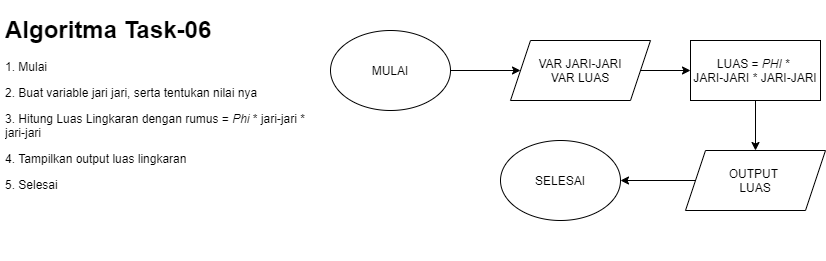 Algoritma Task-06
1. Mulai
2. Buat variable jari jari, serta tentukan nilai nya
3. Hitung Luas Lingkaran dengan rumus = Phi * jari-jari *
jari-jari
4. Tampilkan output luas lingkaran
5. Selesai
MULAI
VAR JARI-JARI
VAR LUAS
LUAS = PHI *
JARI-JARI * JARI-JARI
OUTPUT
LUAS
SELESAI